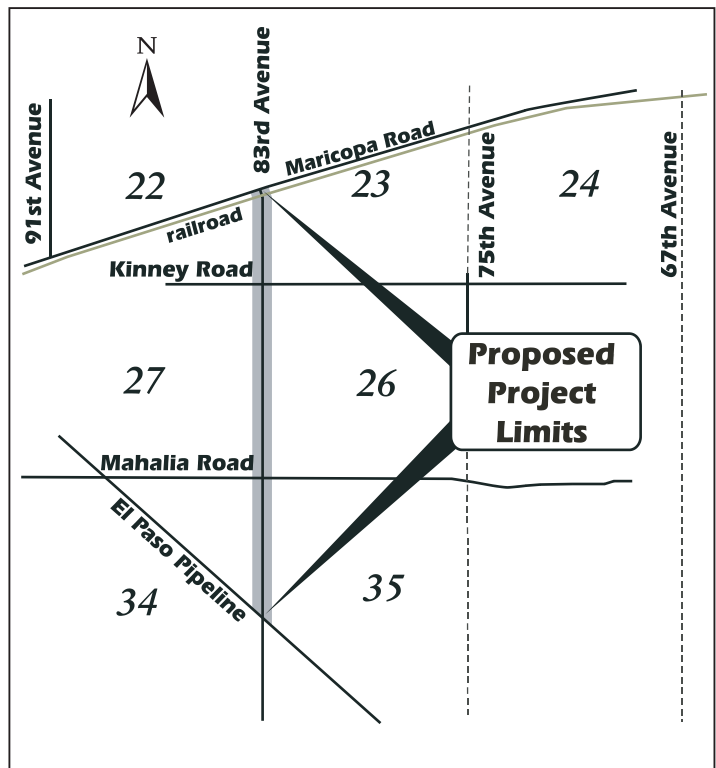 N
83rd Avenue
91st Avenue
Maricopa Road
22
23
24
railroad
75th Avenue
67th Avenue
Kinney Road
Proposed
Project
Limits
27
26
Mahalia Road
El Paso Pipeline
34
35